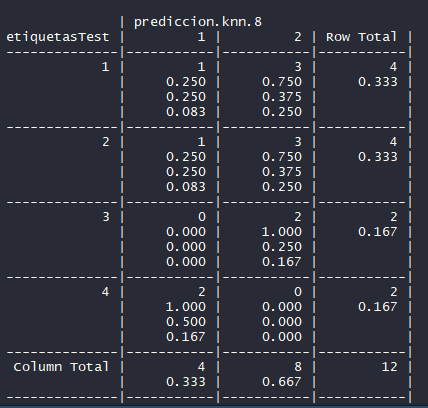 | prediccion.knn.8
etiquetasTest |         1 |         2 | Row Total |
--------------|-----------|-----------|-----------|
            1 |         1 |         3 |         4 |
              |     0.250 |     0.750 |     0.333 |
              |     0.250 |     0.375 |           |
              |     0.083 |     0.250 |           |
--------------|-----------|-----------|-----------|
            2 |         1 |         3 |         4 |
              |     0.250 |     0.750 |     0.333 |
              |     0.250 |     0.375 |           |
              |     0.083 |     0.250 |           |
--------------|-----------|-----------|-----------|
            3 |         0 |         2 |         2 |
              |     0.000 |     1.000 |     0.167 |
              |     0.000 |     0.250 |           |
              |     0.000 |     0.167 |           |
--------------|-----------|-----------|-----------|
            4 |         2 |         0 |         2 |
              |     1.000 |     0.000 |     0.167 |
              |     0.500 |     0.000 |           |
              |     0.167 |     0.000 |           |
--------------|-----------|-----------|-----------|
 Column Total |         4 |         8 |        12 |
              |     0.333 |     0.667 |           |
--------------|-----------|-----------|-----------|